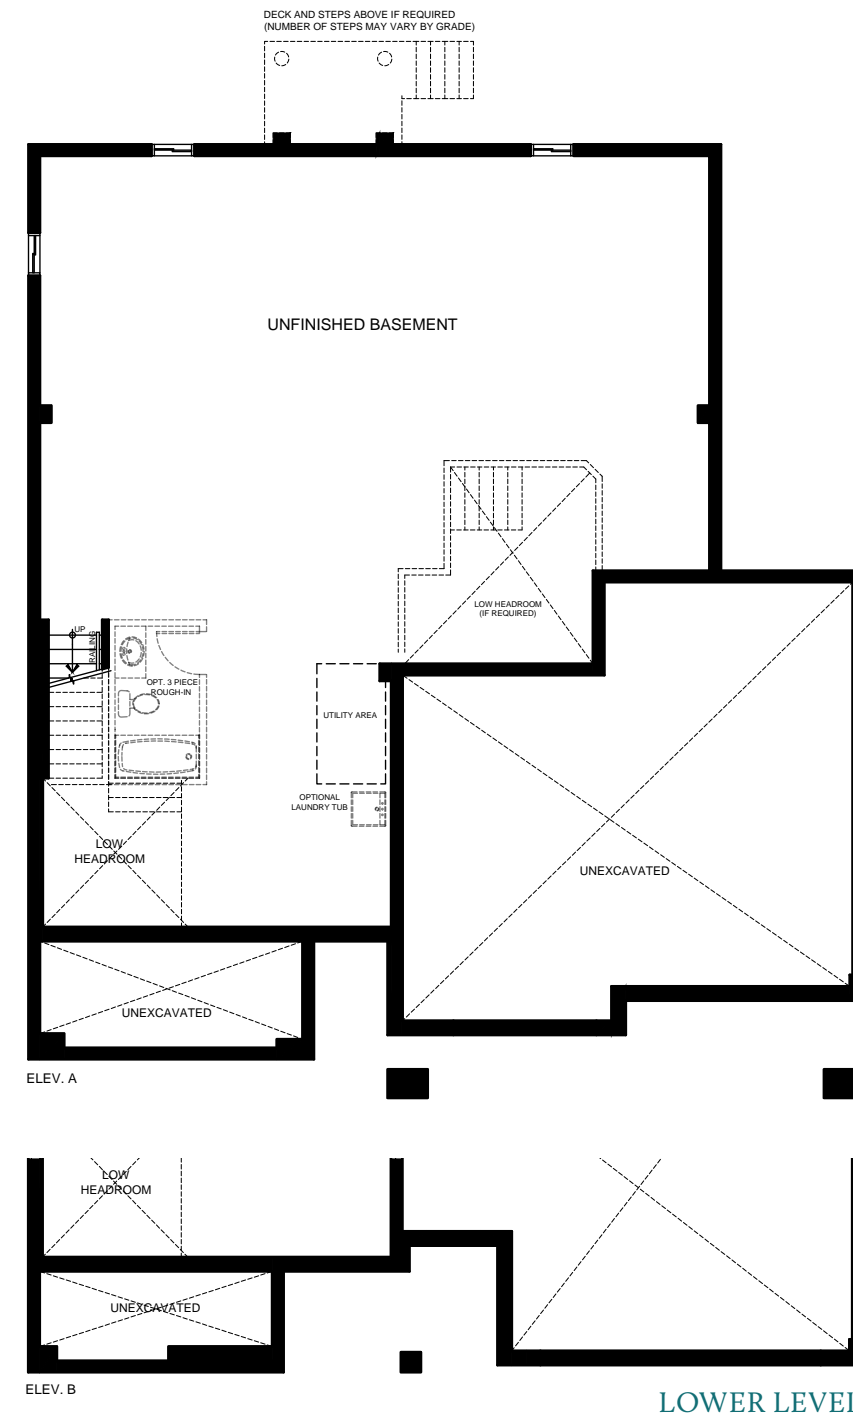 DECK AND STEPS ABOVE IF REQUIRED
(NUMBER OF STEPS MAY VARY BY GRADE)
UNFINISHED BASEMENT
LOW HEADROOM
(IF REQUIRED)
UP
RAILING
OPT. 3 PIECE
ROUGH-IN
UTILITY AREA
OPTIONAL
LAUNDRY TUB
LOW
HEADROOM
UNEXCAVATED
UNEXCAVATED
ELEV. A
LOW
HEADROOM
UNEXCAVATED
ELEV. B
LOWER LEVEL